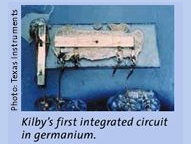 Photo: Texas Instruments
Kilby's first integrated circuit
in germanium.